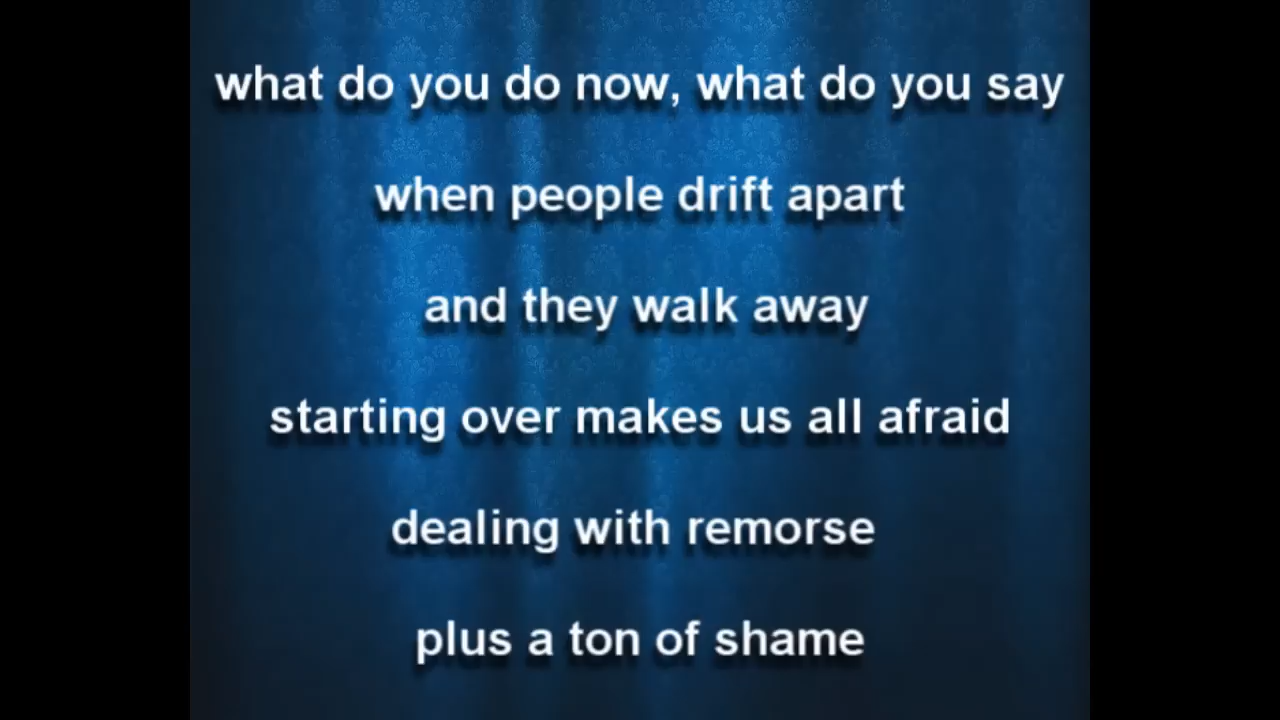 what do you do now, what do you say
when people drift apart
and they walk away
starting over makes us all afraid
dealing with remorse
plus a ton of shame